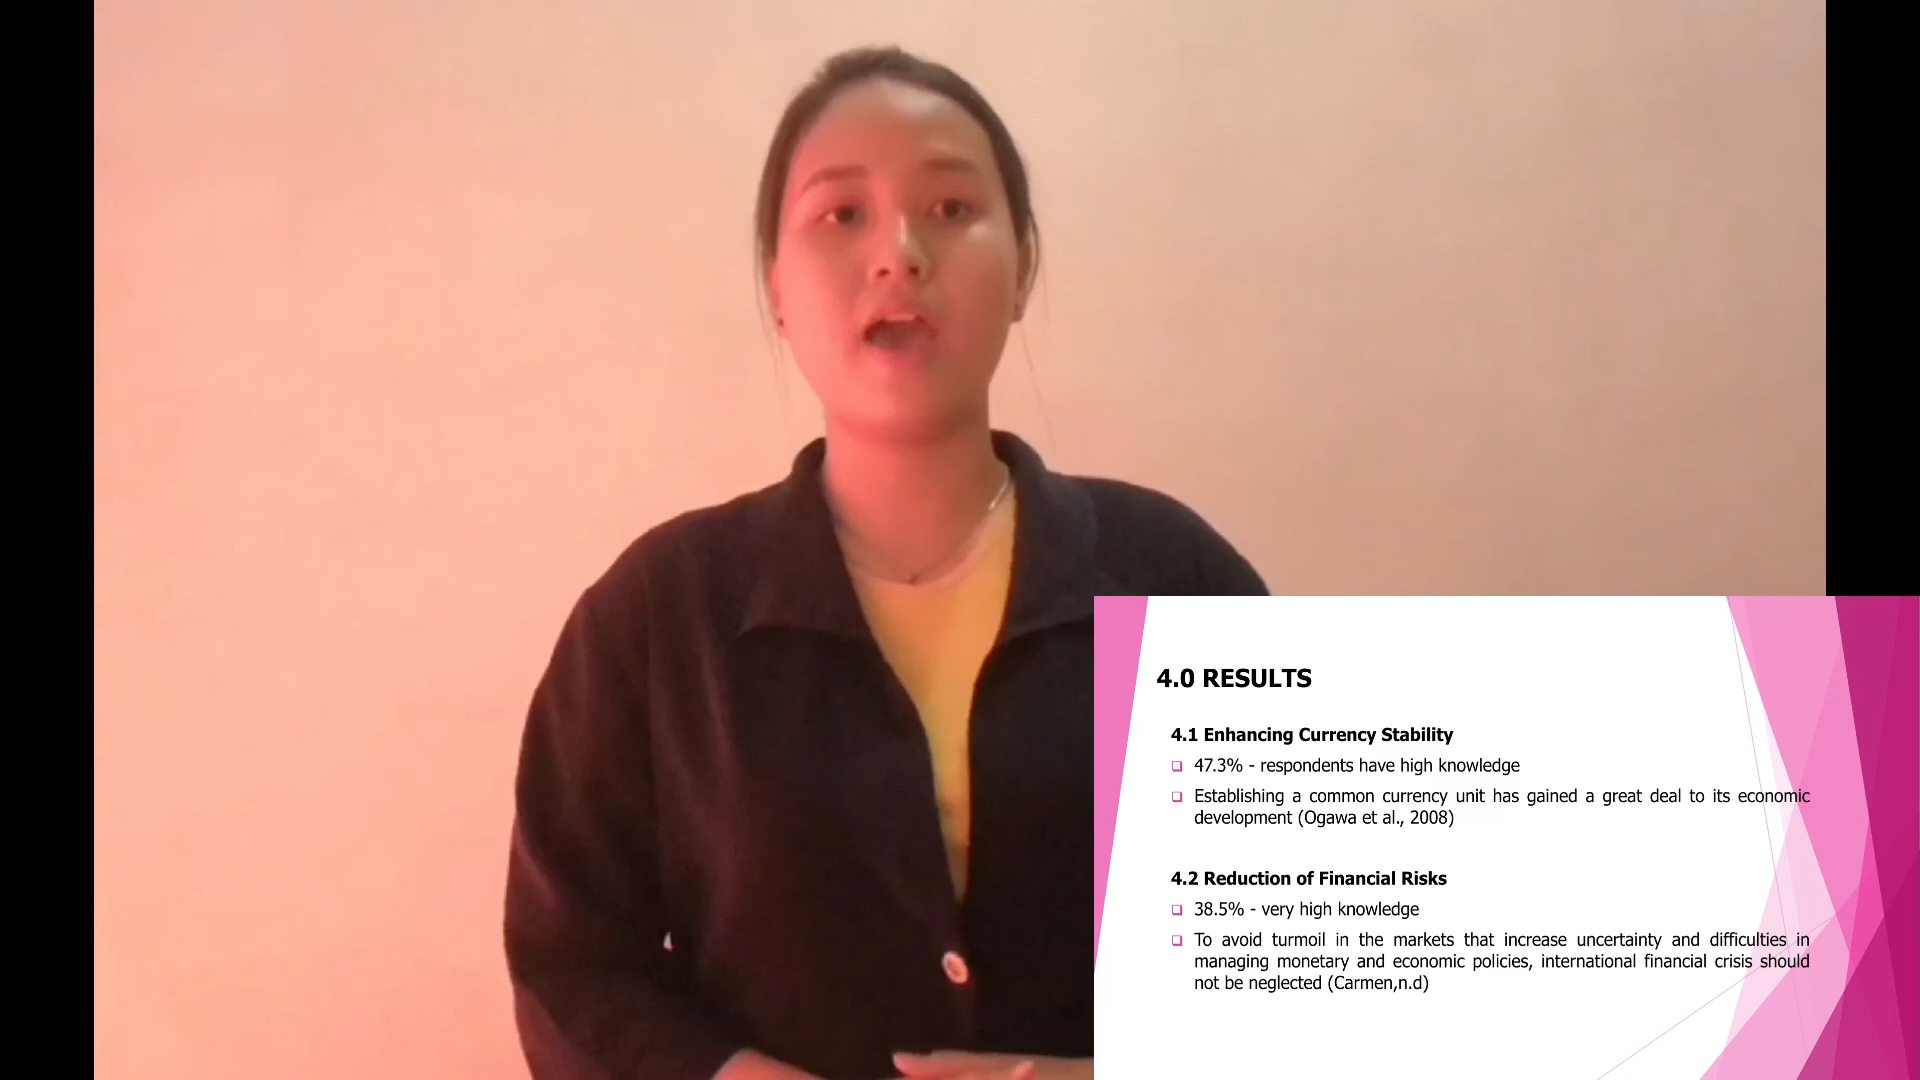 4.0 RESULTS
4.1 Enhancing Currency Stability
47.3% - respondents have high knowledge
Establishing a common currency unit has gained a great deal to its economic
development (Ogawa et al., 2008)
4.2 Reduction of Financial Risks
38.5% - very high knowledge
To avoid turmoil in the markets that increase uncertainty and difficulties in
managing monetary and economic policies, international financial crisis should
not be neglected (Carmen,n.d)